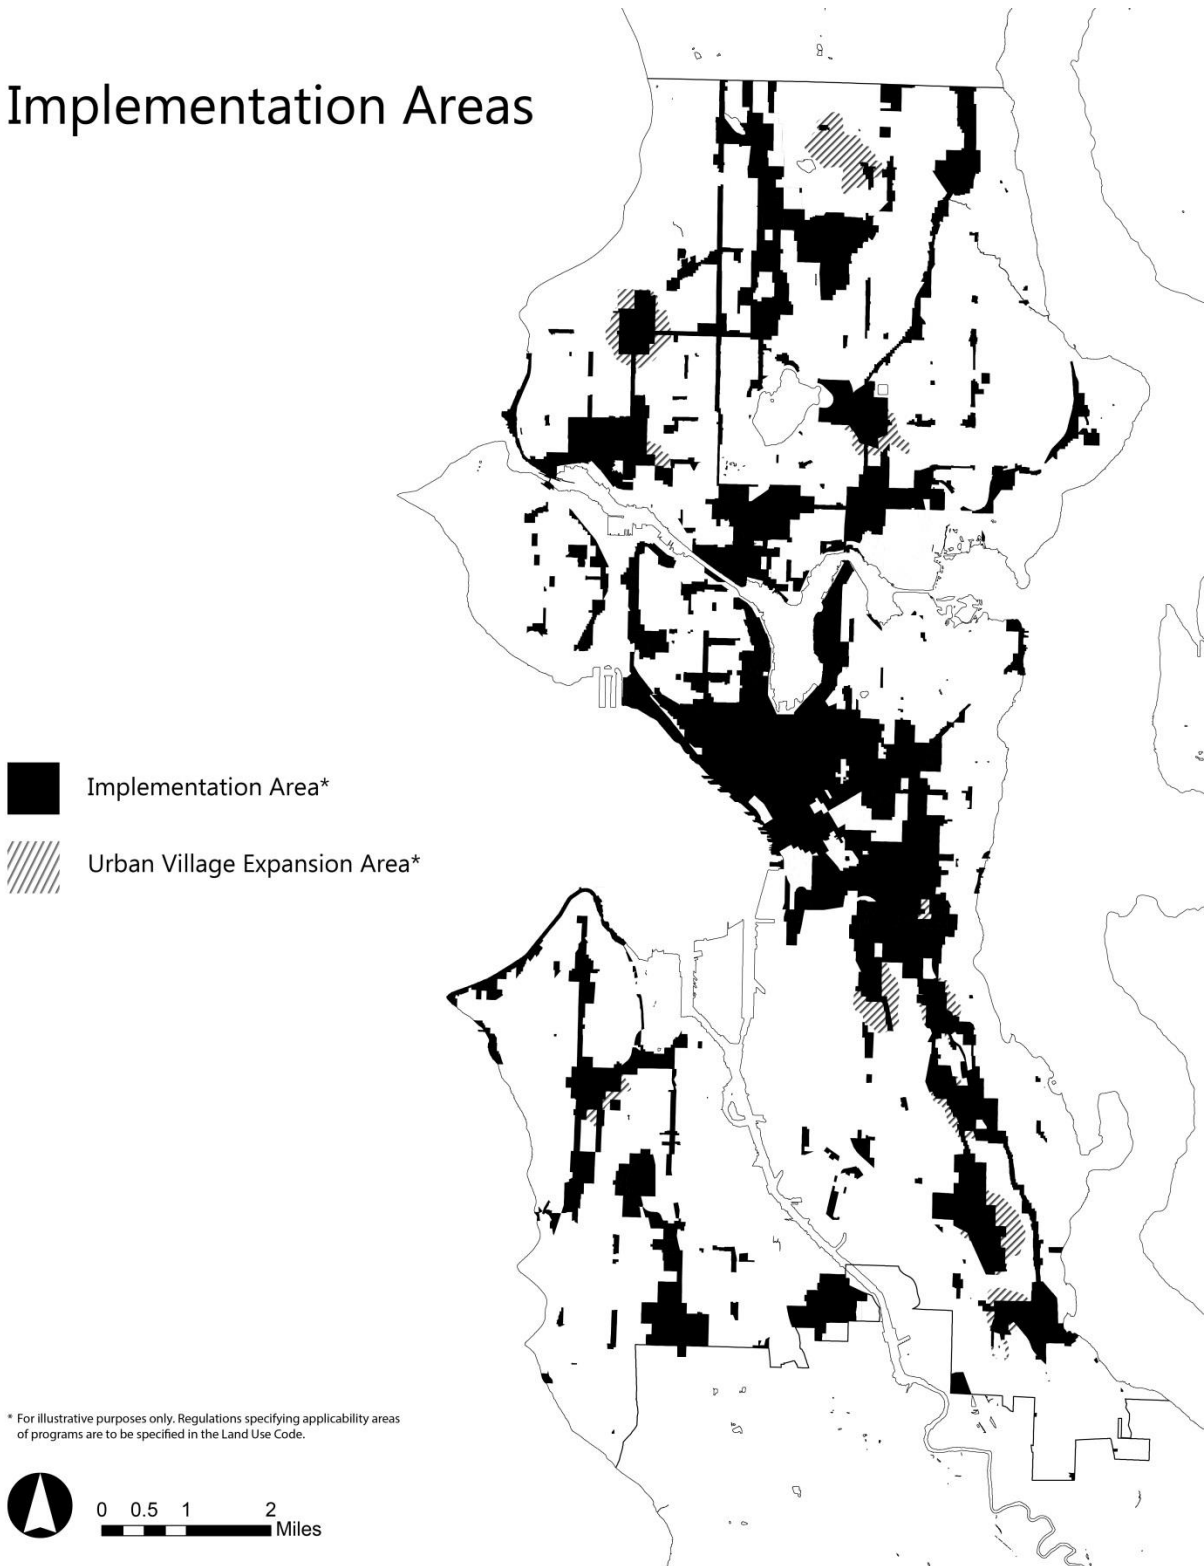 Implementation Areas
Implementation Area*
Urban Village Expansion Area*
* For illustrative purposes only. Regulations specifying applicability areas
of programs are to be specified in the Land Use Code.
0 0.5 1 2
Miles